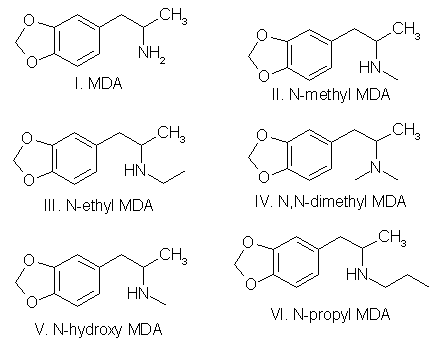 O
O
CH3
NH2
I. MDA
O
O
CH3
HN
II. N-methyl MDA
O
O
CH3
HN
III. N-ethyl MDA
O
O
CH3
N
IV. N,N-dimethyl MDA
O
O
CH3
HN
V. N-hydroxy MDA
O
O
CH3
HN
VI. N-propyl MDA